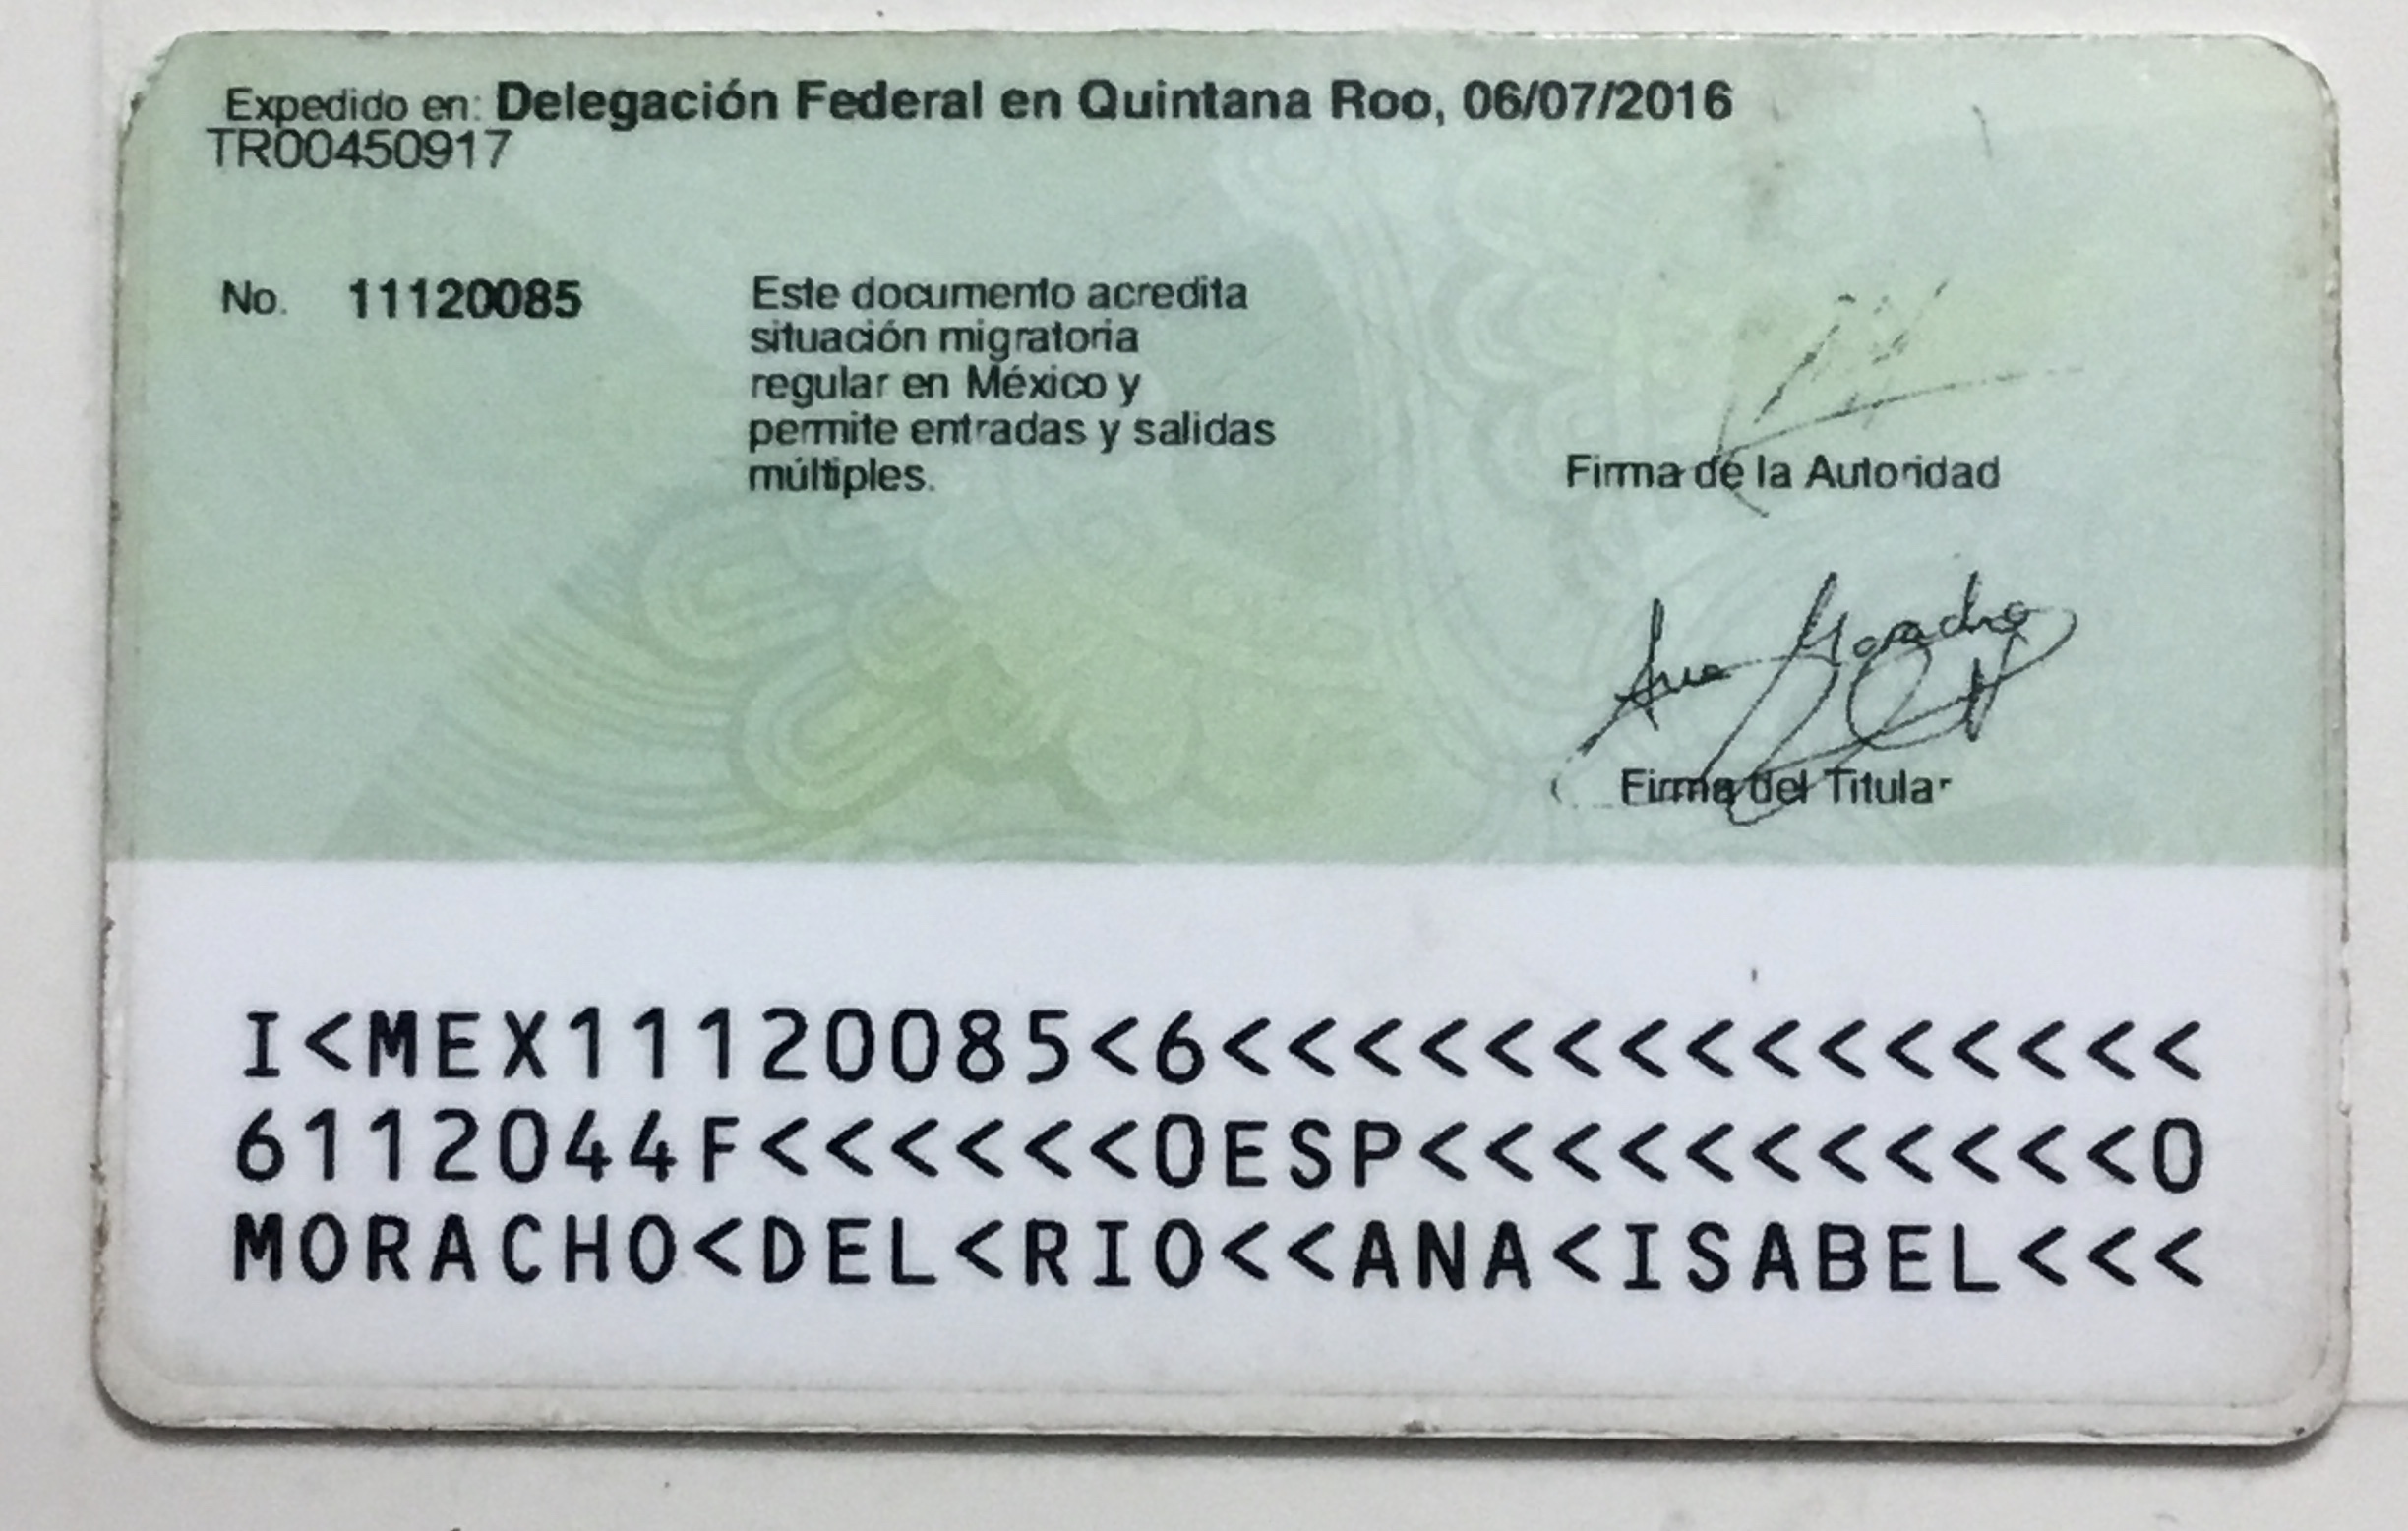 Expedido en: Delegación Federal en Quintana Roo, 06/07/2016
TR00450917
No. 11120085
Este documento acredita
situación migratoria
regular en México y
permite entradas y salidas
múltiples.
Firma de la Autoridad
Ana Moracho
Firma del Titular
I<MEX11120085<6<<<<<<<<<<<<<<<
6112044F<<<<<<0ESP<<<<<<<<<<<0
MORACHO<DEL<RIO<<ANA<ISABEL<<<